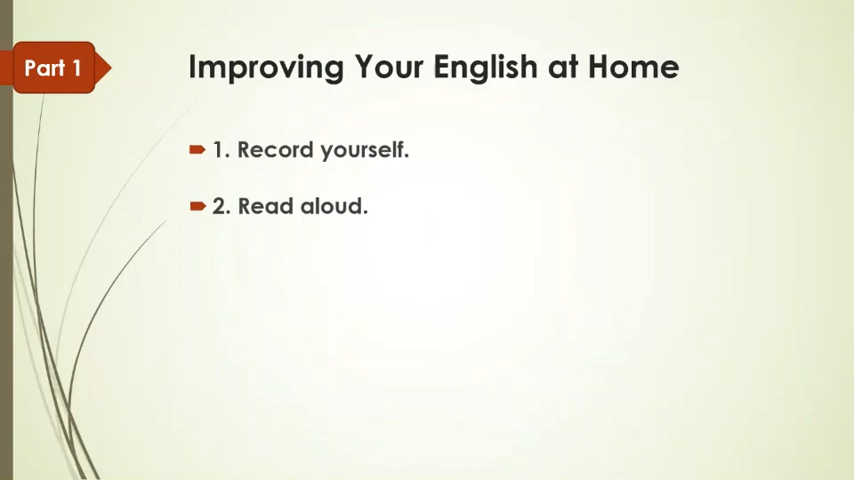 Part 1
Improving Your English at Home
1. Record yourself.
2. Read aloud.